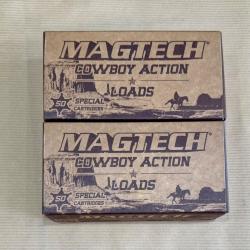 MAGTECH
COWBOY ACTION
LOADS
50
SPECIAL
CARTRIDGES
MAGTECH
COWBOY ACTION
LOADS
50
SPECIAL
CARTRIDGES